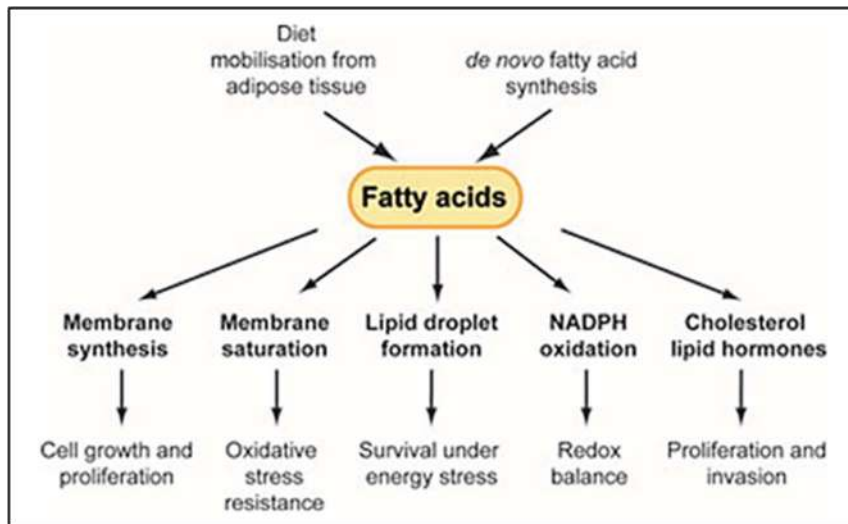 Diet
mobilisation from
adipose tissue
de novo fatty acid
synthesis
Fatty acids
Membrane
synthesis
Membrane
saturation
Lipid droplet
formation
NADPH
oxidation
Cholesterol
lipid hormones
Cell growth and
proliferation
Oxidative
stress
resistance
Survival under
energy stress
Redox
balance
Proliferation and
invasion